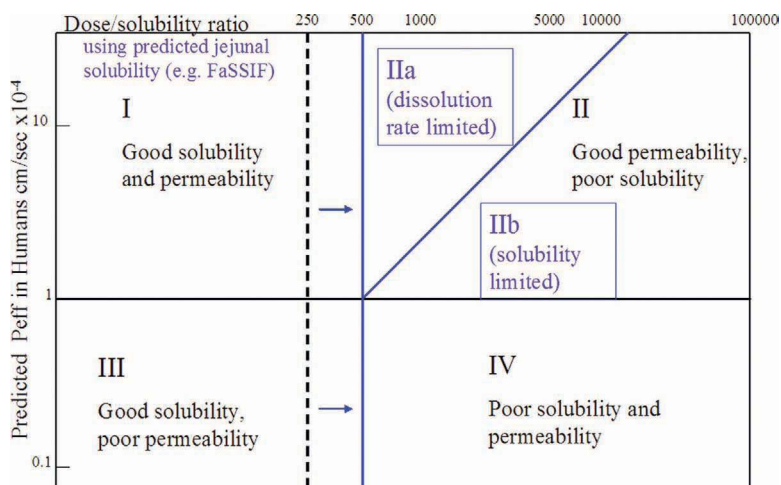 Dose/solubility ratio
250 500 1000 5000 10000 100000
using predicted jejunal
solubility (e.g. FaSSIF)
Predicted Peff in Humans cm/sec x10-4
10
1
0.1
I
Good solubility
and permeability
IIa
(dissolution
rate limited)
II
Good permeability,
poor solubility
IIb
(solubility
limited)
III
Good solubility,
poor permeability
IV
Poor solubility and
permeability